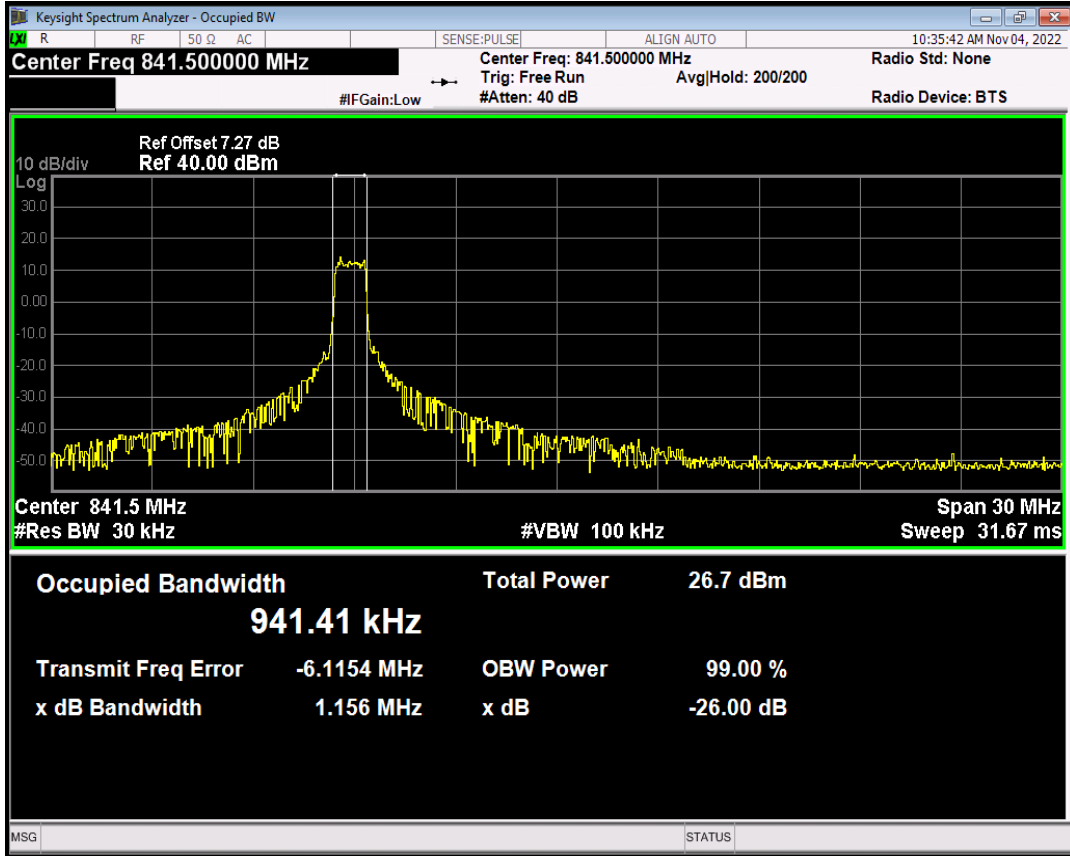 Keysight Spectrum Analyzer - Occupied BW
LXI R RF 50 Ω AC SENSE:PULSE ALIGN AUTO 10:35:42 AM Nov 04, 2022
Center Freq 841.500000 MHz
Center Freq: 841.500000 MHz Radio Std: None
Trig: Free Run Avg|Hold: 200/200
#IFGain:Low #Atten: 40 dB Radio Device: BTS
Ref Offset 7.27 dB
10 dB/div Ref 40.00 dBm
Log
30.0
20.0
10.0
0.00
-10.0
-20.0
-30.0
-40.0
-50.0
Center 841.5 MHz Span 30 MHz
#Res BW 30 kHz #VBW 100 kHz Sweep 31.67 ms
Occupied Bandwidth Total Power 26.7 dBm
941.41 kHz
Transmit Freq Error -6.1154 MHz OBW Power 99.00 %
x dB Bandwidth 1.156 MHz x dB -26.00 dB
MSG STATUS